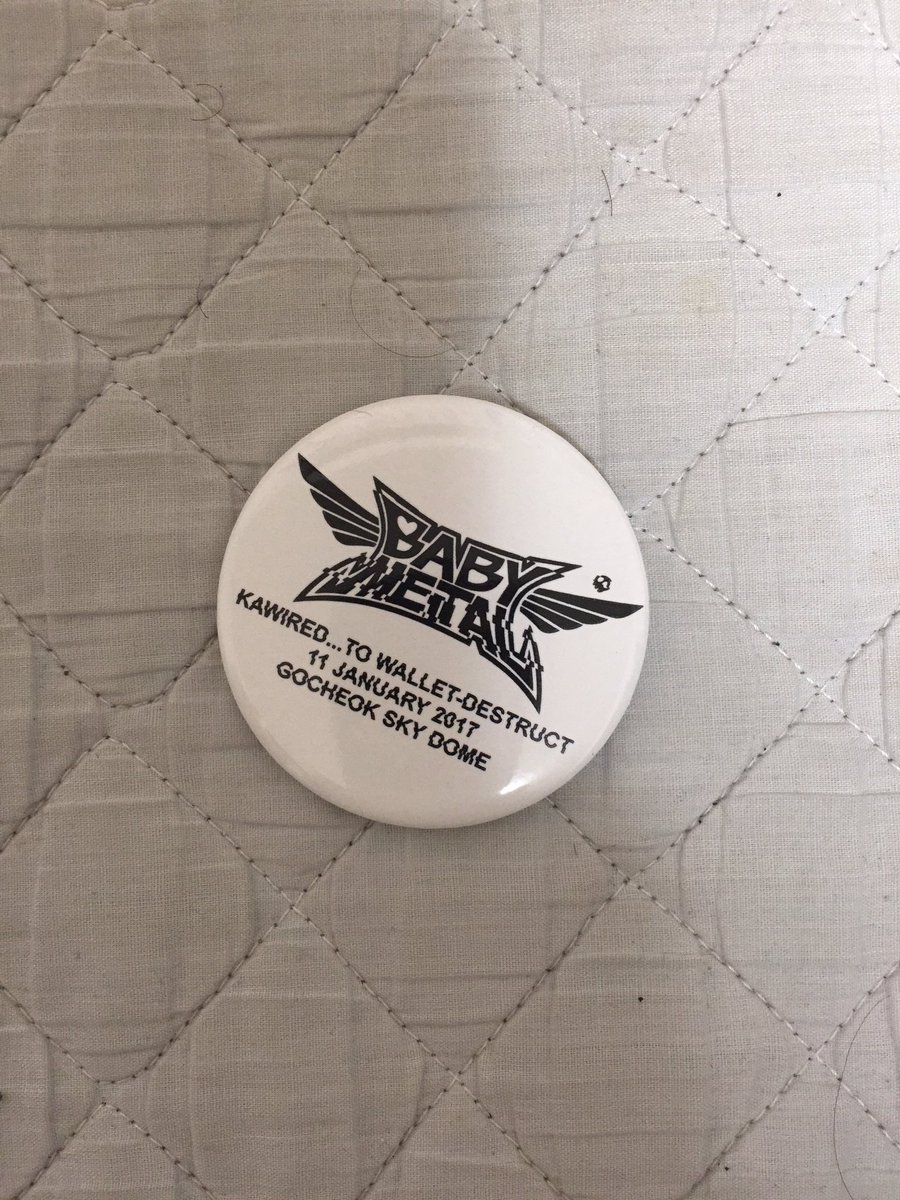 BABY
METAL
KAWIRED...TO WALLET-DESTRUCT
11 JANUARY 2017
GOCHEOK SKY DOME